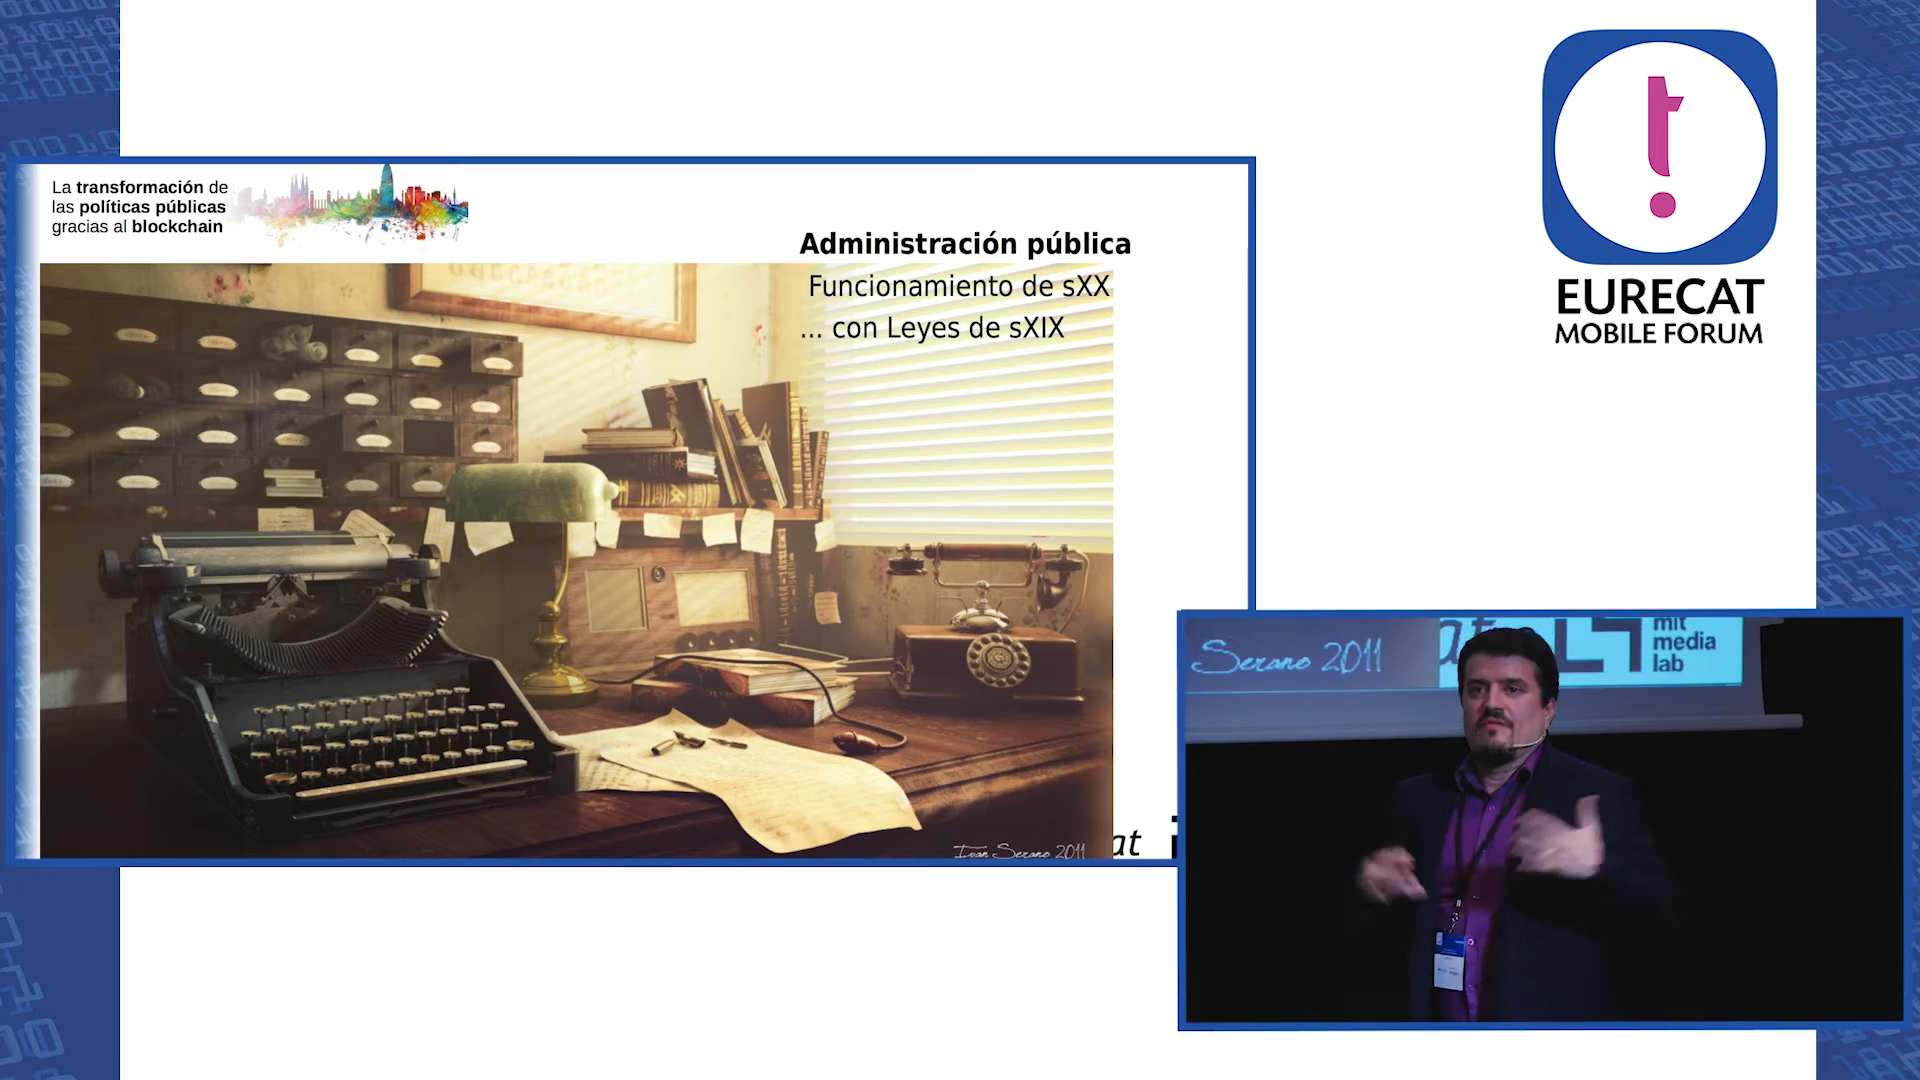 La transformación de
las políticas públicas
gracias al blockchain
Administración pública
Funcionamiento de sXX
... con Leyes de sXIX
Ivan Serano 2011
at
EURECAT
MOBILE FORUM
Serano 2011
at
mit
media
lab